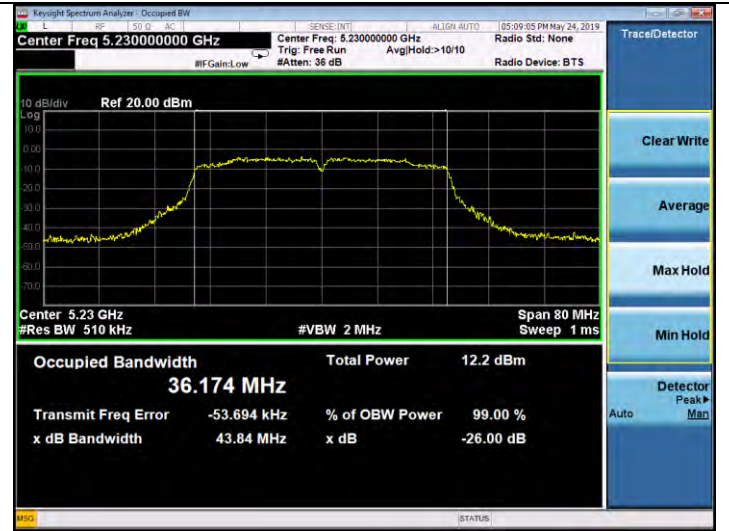 Keysight Spectrum Analyzer - Occupied BW
L RF 50 Ω AC SENSE:INT ALIGN AUTO 05:09:05 PM May 24, 2019
Center Freq 5.230000000 GHz
Center Freq: 5.230000000 GHz
Radio Std: None
Trig: Free Run Avg|Hold:>10/10
#IFGain:Low
#Atten: 36 dB
Radio Device: BTS
Trace/Detector
10 dB/div Ref 20.00 dBm
Log
10.0
0.00
-10.0
-20.0
-30.0
-40.0
-50.0
-60.0
-70.0
Center 5.23 GHz
Span 80 MHz
#Res BW 510 kHz
#VBW 2 MHz
Sweep 1 ms
Occupied Bandwidth
Total Power 12.2 dBm
36.174 MHz
Transmit Freq Error -53.694 kHz
% of OBW Power 99.00 %
x dB Bandwidth 43.84 MHz
x dB -26.00 dB
Clear Write
Average
Max Hold
Min Hold
Detector
Peak▶
Auto Man
MSG
STATUS